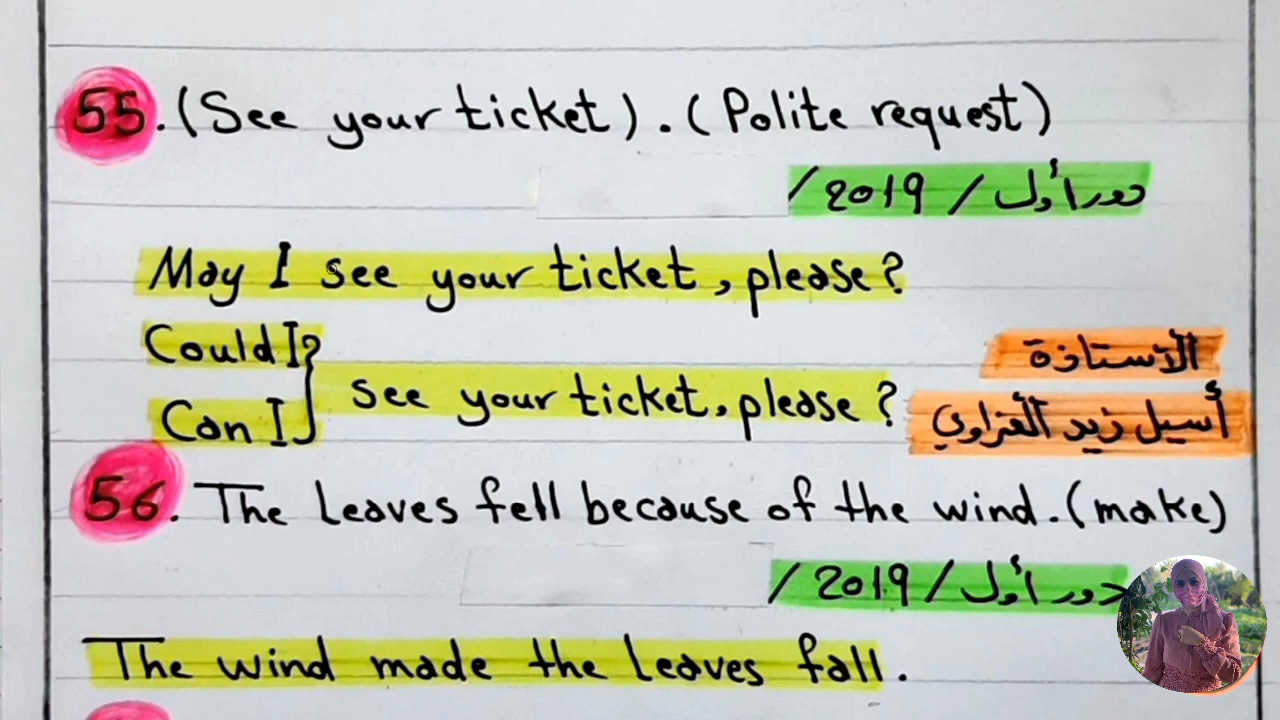 55. (See your ticket). (Polite request)
/ 2019 / دور أول
May I see your ticket, please?
Could I?
Can I } see your ticket, please?
الآستاذة
أسيل زيد العزاوي
56. The leaves fell because of the wind. (make)
/ 2019 / دور أول
The wind made the leaves fall.